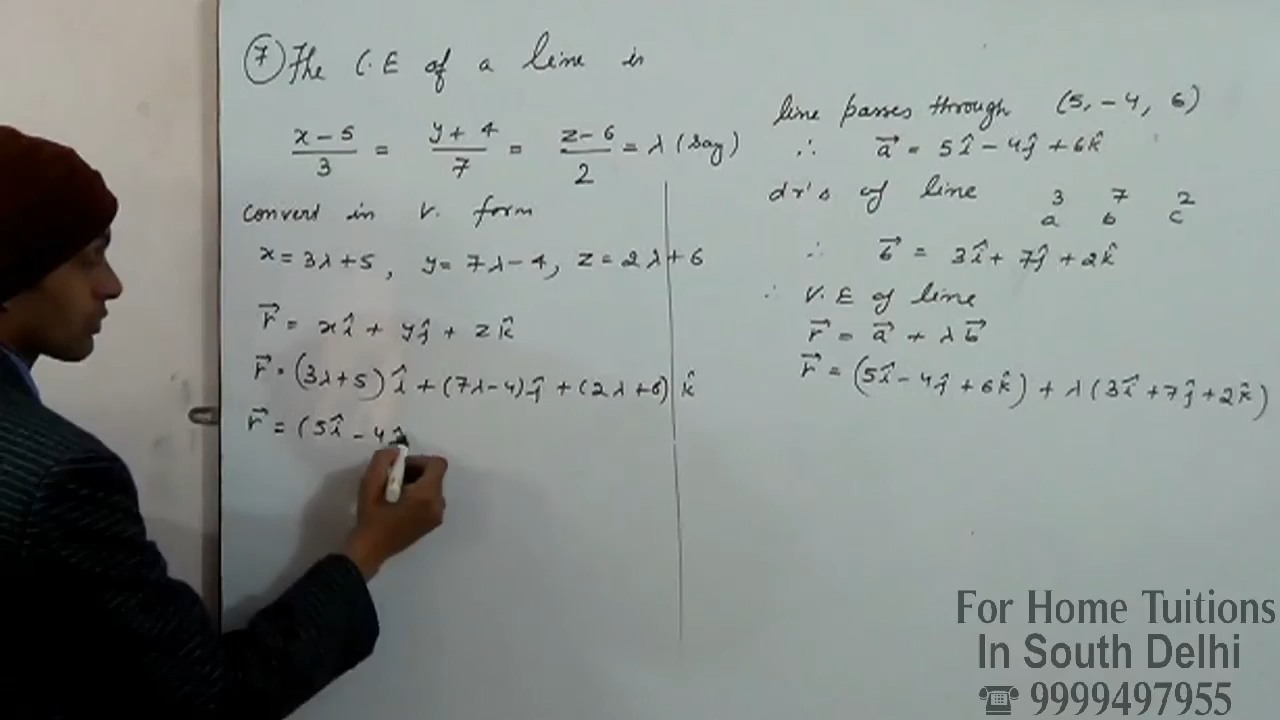 ⑦ The C.E of a line is
x-5/3 = y+4/7 = z-6/2 = λ (say)
convert in V. form
x = 3λ+5, y = 7λ-4, z = 2λ+6
r⃗ = xî + yĵ + zk̂
r⃗ = (3λ+5)î + (7λ-4)ĵ + (2λ+6)k̂
r⃗ = (5î - 4ĵ
line passes through (5, -4, 6)
∴ a⃗ = 5î - 4ĵ + 6k̂
dr's of line 3 7 2
a b c
∴ b⃗ = 3î + 7ĵ + 2k̂
∴ V.E of line
r⃗ = a⃗ + λb⃗
r⃗ = (5î - 4ĵ + 6k̂) + λ(3î + 7ĵ + 2k̂)
For Home Tuitions
In South Delhi
☎ 9999497955